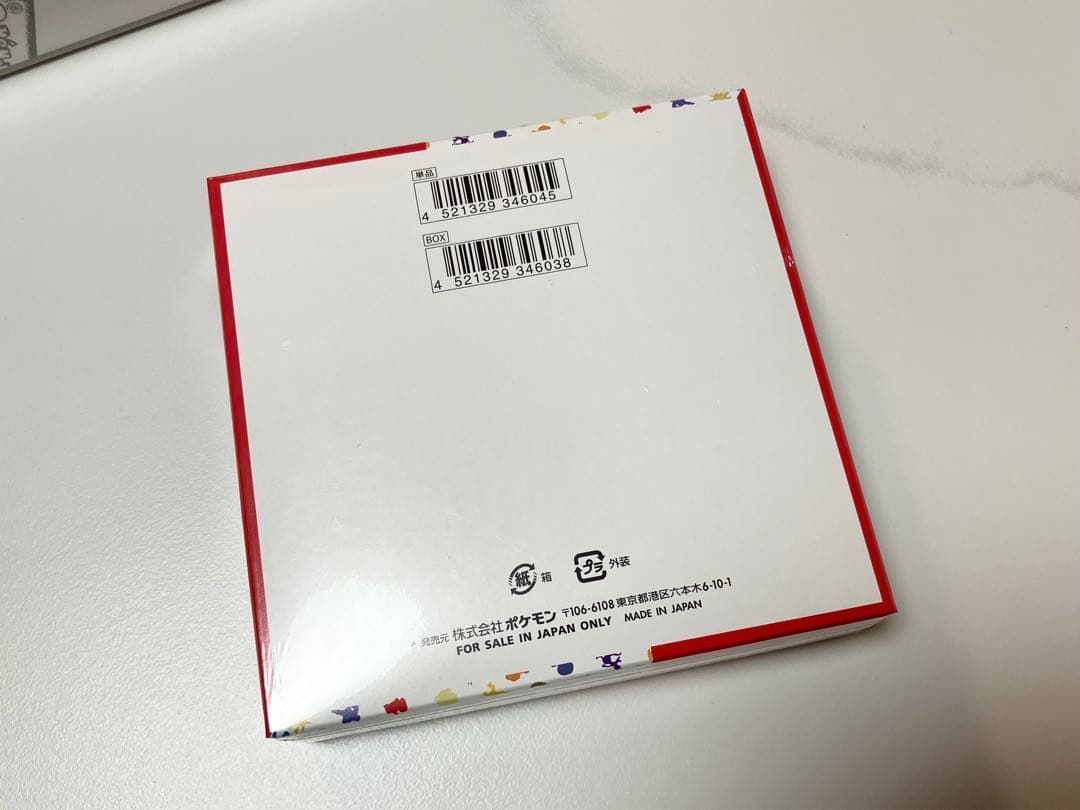 単品
4 521329 346045
BOX
4 521329 346038
紙 箱 プラ 外装
発売元 株式会社ポケモン 〒106-6108 東京都港区六本木6-10-1
FOR SALE IN JAPAN ONLY MADE IN JAPAN